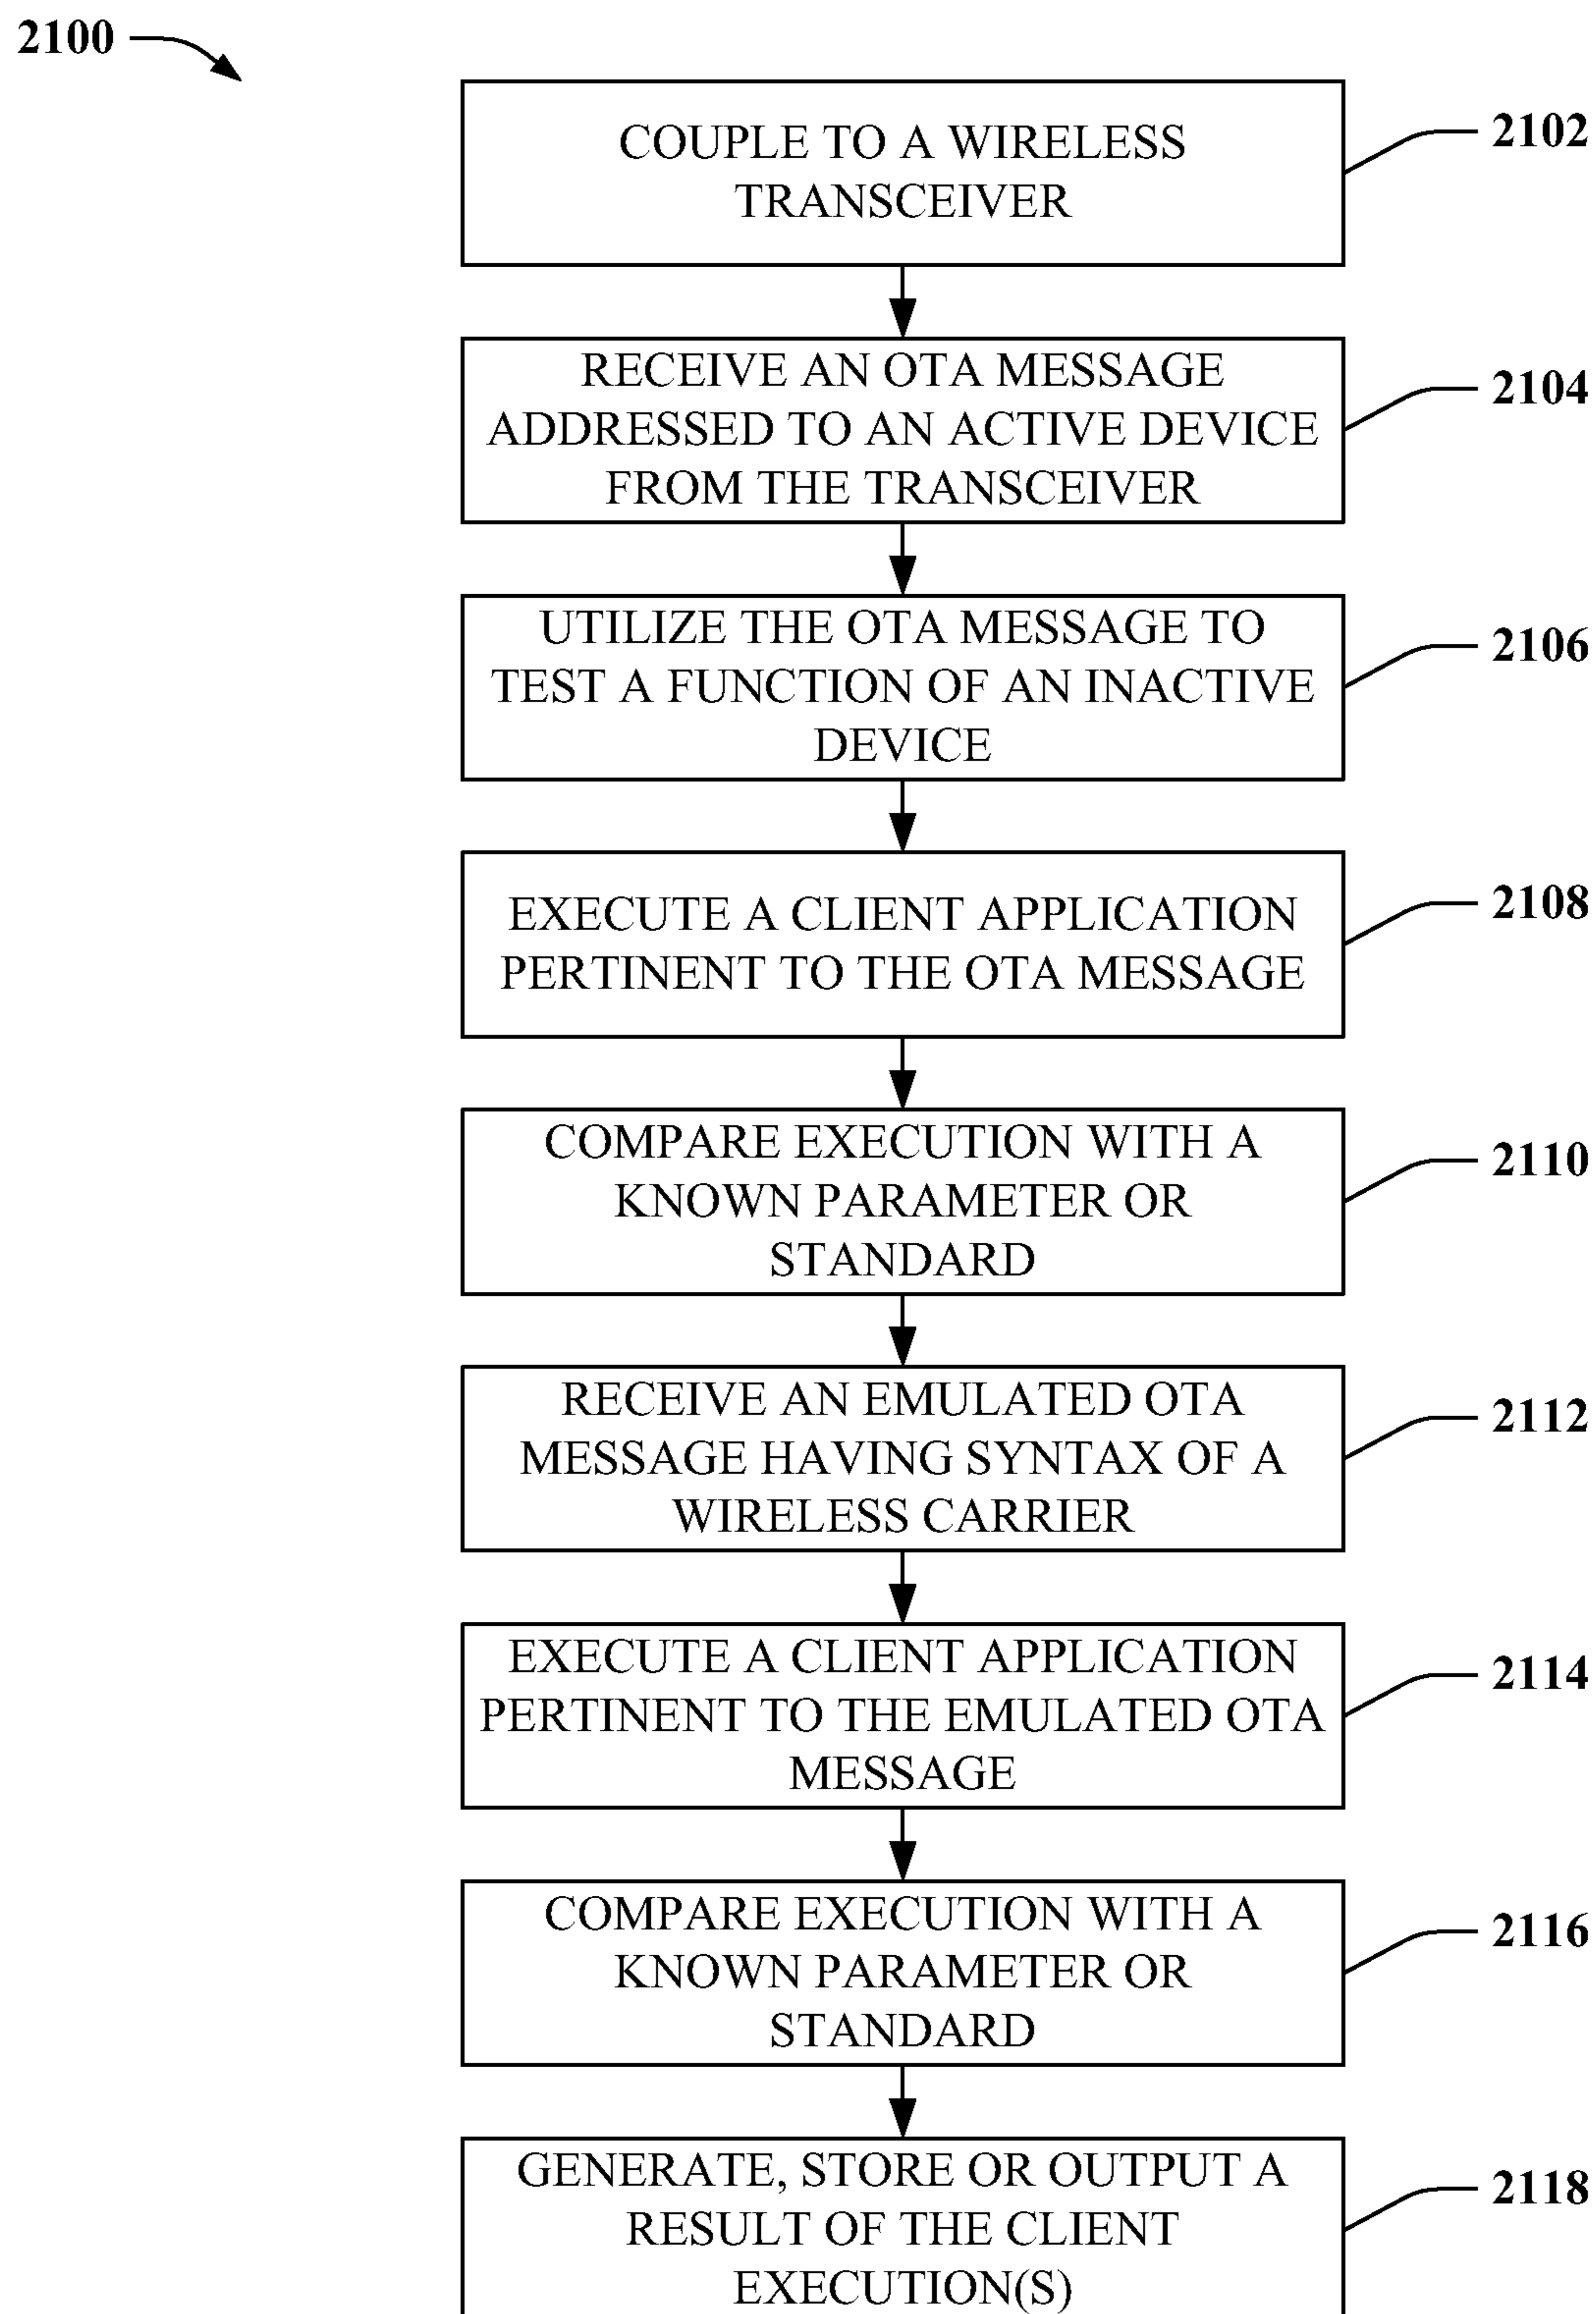 2100
COUPLE TO A WIRELESS
TRANSCEIVER
2102
RECEIVE AN OTA MESSAGE
ADDRESSED TO AN ACTIVE DEVICE
FROM THE TRANSCEIVER
2104
UTILIZE THE OTA MESSAGE TO
TEST A FUNCTION OF AN INACTIVE
DEVICE
2106
EXECUTE A CLIENT APPLICATION
PERTINENT TO THE OTA MESSAGE
2108
COMPARE EXECUTION WITH A
KNOWN PARAMETER OR
STANDARD
2110
RECEIVE AN EMULATED OTA
MESSAGE HAVING SYNTAX OF A
WIRELESS CARRIER
2112
EXECUTE A CLIENT APPLICATION
PERTINENT TO THE EMULATED OTA
MESSAGE
2114
COMPARE EXECUTION WITH A
KNOWN PARAMETER OR
STANDARD
2116
GENERATE, STORE OR OUTPUT A
RESULT OF THE CLIENT
EXECUTION(S)
2118